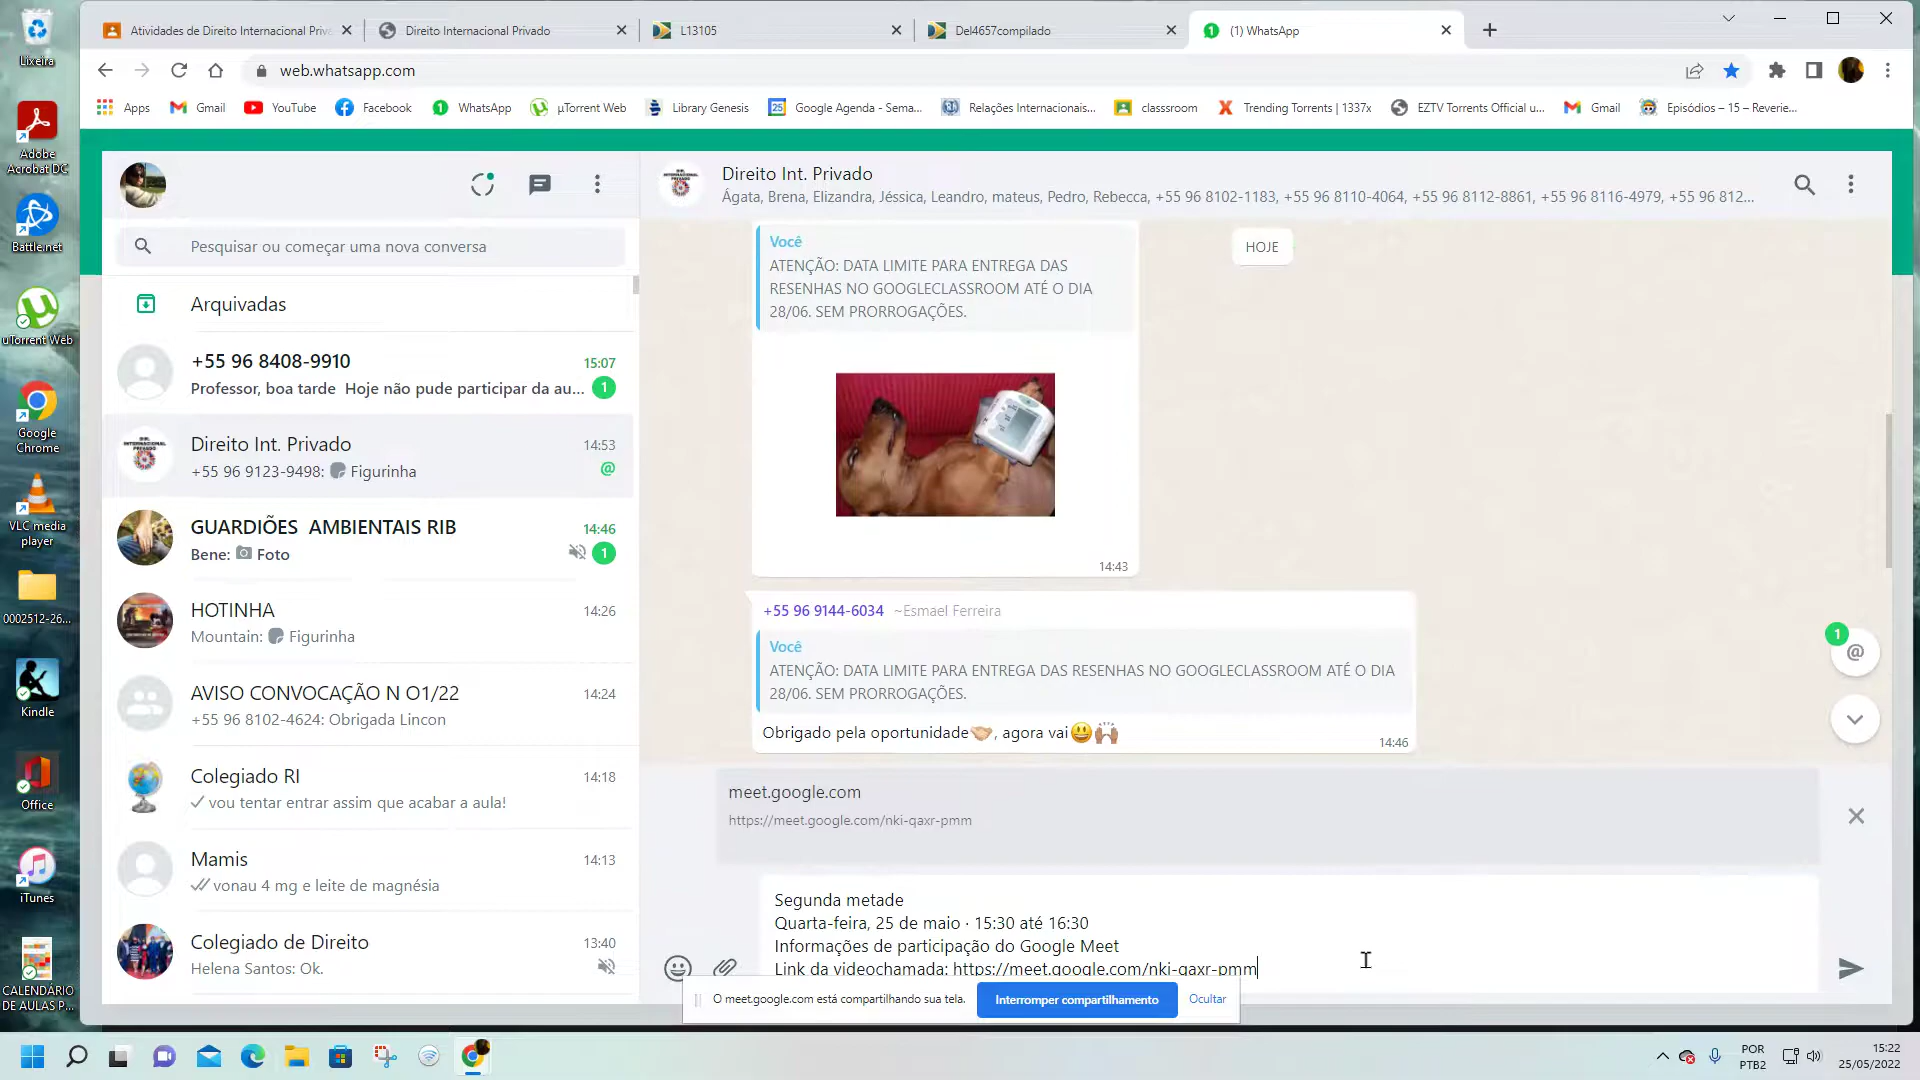 Lixeira
Adobe
Acrobat DC
Battle.net
uTorrent Web
Google
Chrome
VLC media
player
0002512-26...
Kindle
Office
iTunes
CALENDÁRIO
DE AULAS P...
Atividades de Direito Internacional Priv
Direito Internacional Privado
L13105
Del4657compilado
(1) WhatsApp
web.whatsapp.com
Apps
Gmail
YouTube
Facebook
WhatsApp
µTorrent Web
Library Genesis
Google Agenda - Sema...
Relações Internacionais...
classsroom
Trending Torrents | 1337x
EZTV Torrents Official u...
Gmail
Episódios – 15 – Reverie...
Pesquisar ou começar uma nova conversa
Arquivadas
+55 96 8408-9910
15:07
Professor, boa tarde Hoje não pude participar da au...
1
Direito Int. Privado
14:53
+55 96 9123-9498: Figurinha
@
GUARDIÕES AMBIENTAIS RIB
14:46
Bene: Foto
1
HOTINHA
14:26
Mountain: Figurinha
AVISO CONVOCAÇÃO N O1/22
14:24
+55 96 8102-4624: Obrigada Lincon
Colegiado RI
14:18
vou tentar entrar assim que acabar a aula!
Mamis
14:13
vonau 4 mg e leite de magnésia
Colegiado de Direito
13:40
Helena Santos: Ok.
Direito Int. Privado
Ágata, Brena, Elizandra, Jéssica, Leandro, mateus, Pedro, Rebecca, +55 96 8102-1183, +55 96 8110-4064, +55 96 8112-8861, +55 96 8116-4979, +55 96 812...
HOJE
Você
ATENÇÃO: DATA LIMITE PARA ENTREGA DAS
RESENHAS NO GOOGLECLASSROOM ATÉ O DIA
28/06. SEM PRORROGAÇÕES.
14:43
+55 96 9144-6034 ~Esmael Ferreira
Você
ATENÇÃO: DATA LIMITE PARA ENTREGA DAS RESENHAS NO GOOGLECLASSROOM ATÉ O DIA
28/06. SEM PRORROGAÇÕES.
Obrigado pela oportunidade🤝🏽, agora vai😃🙌🏽
14:46
1
@
meet.google.com
https://meet.google.com/nki-qaxr-pmm
Segunda metade
Quarta-feira, 25 de maio · 15:30 até 16:30
Informações de participação do Google Meet
Link da videochamada: https://meet.google.com/nki-qaxr-pmm
O meet.google.com está compartilhando sua tela.
Interromper compartilhamento
Ocultar
POR
PTB2
15:22
25/05/2022